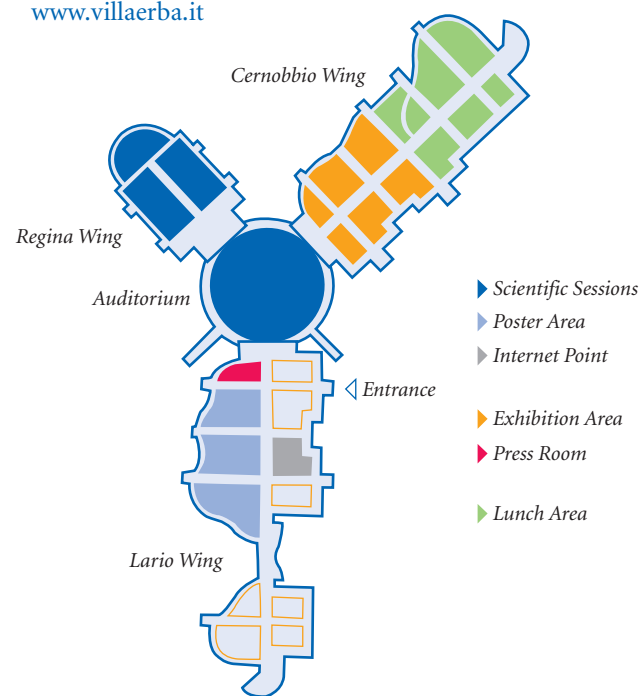 www.villaerba.it
Cernobbio Wing
Regina Wing
Auditorium
Scientific Sessions
Poster Area
Internet Point
Entrance
Exhibition Area
Press Room
Lunch Area
Lario Wing